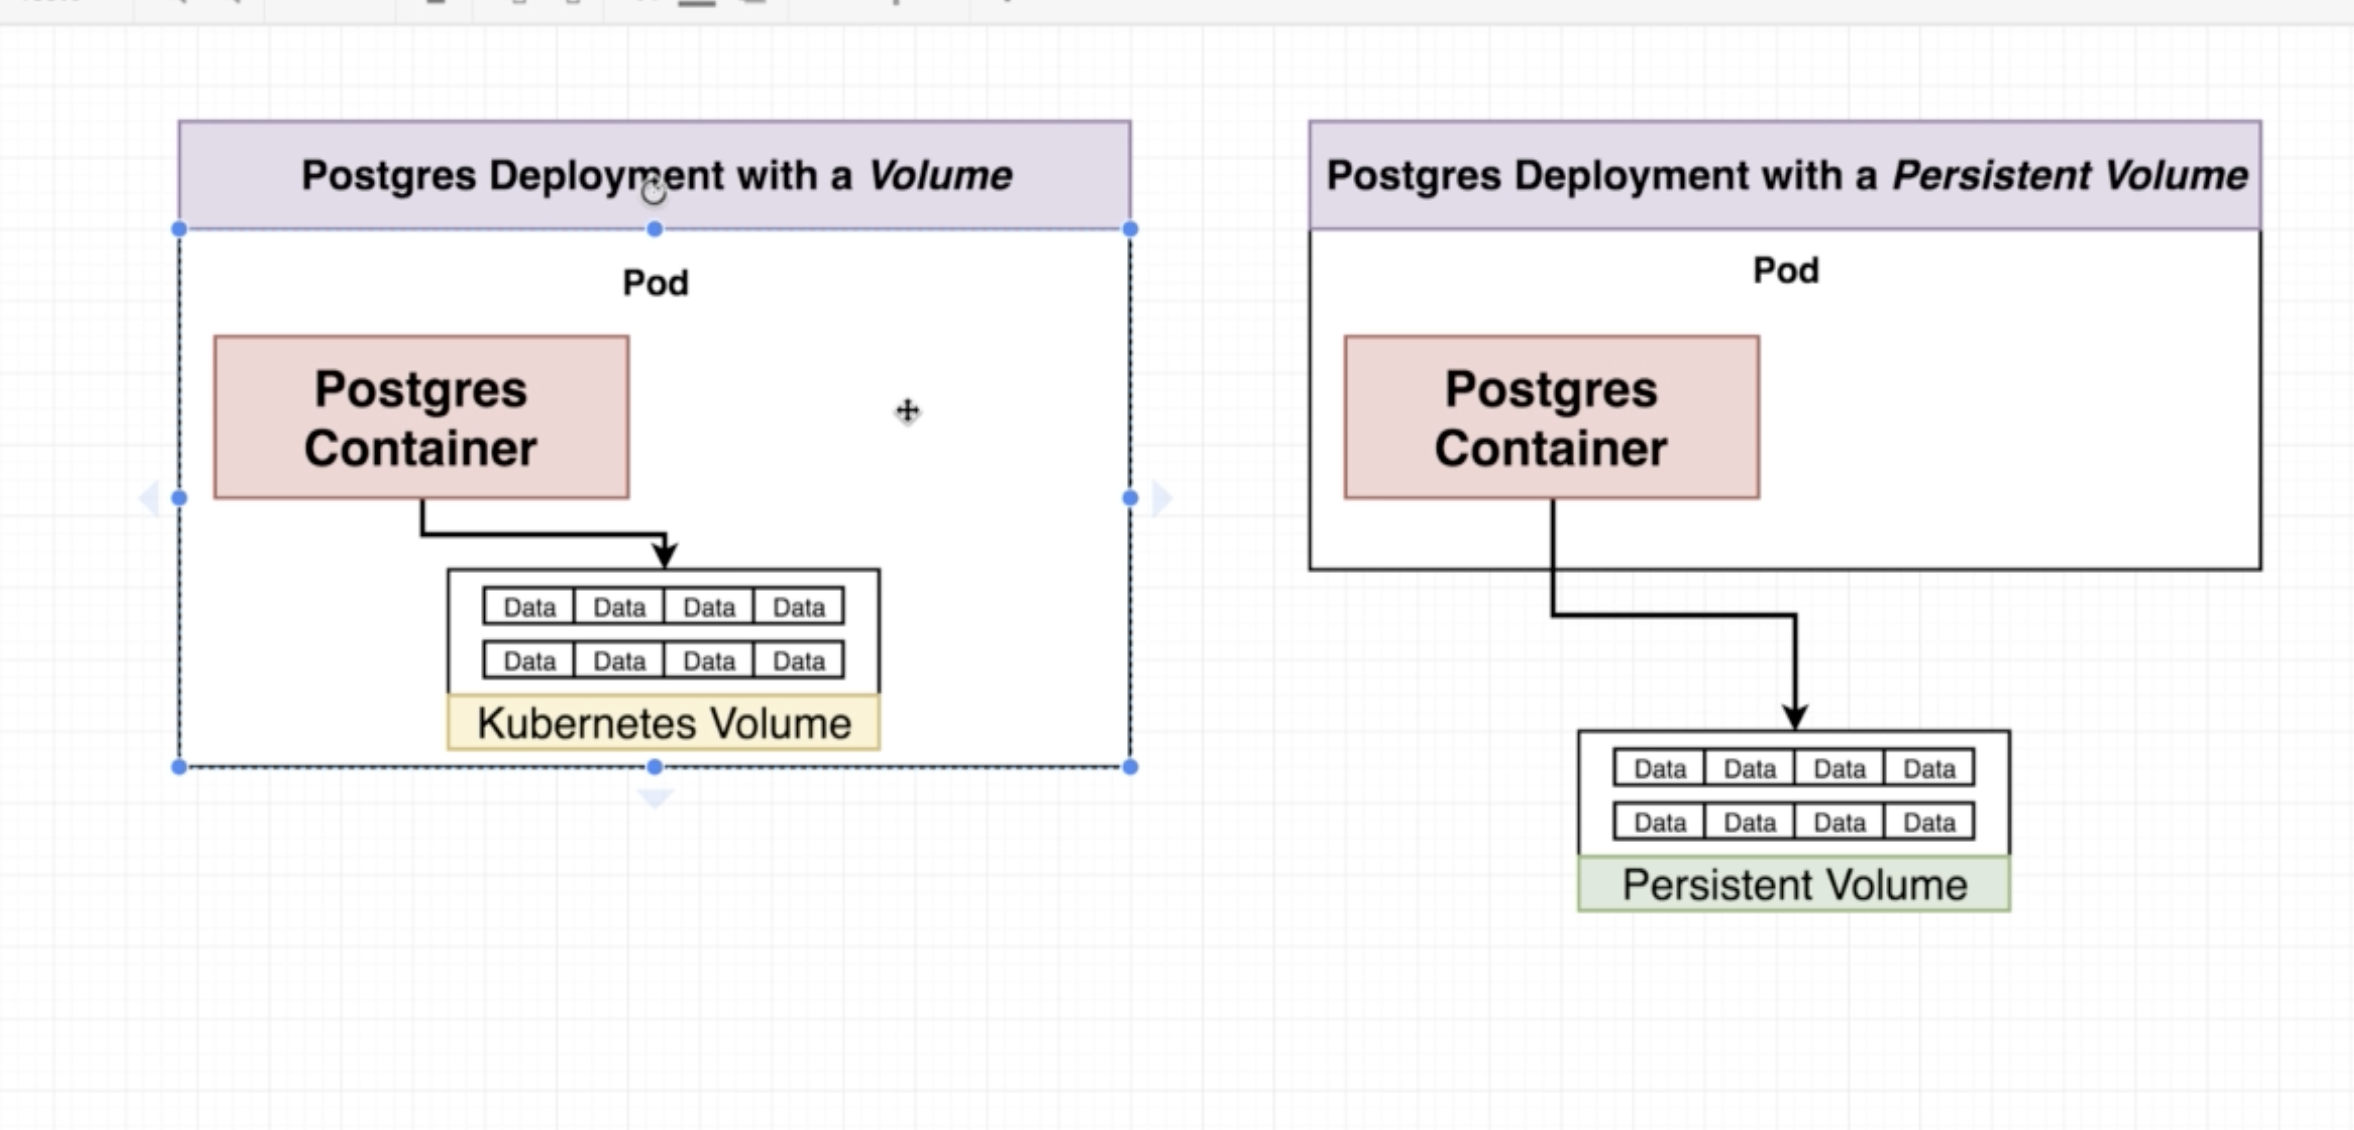 Postgres Deployment with a Volume
Pod
Postgres
Container
Data Data Data Data
Data Data Data Data
Kubernetes Volume
Postgres Deployment with a Persistent Volume
Pod
Postgres
Container
Data Data Data Data
Data Data Data Data
Persistent Volume